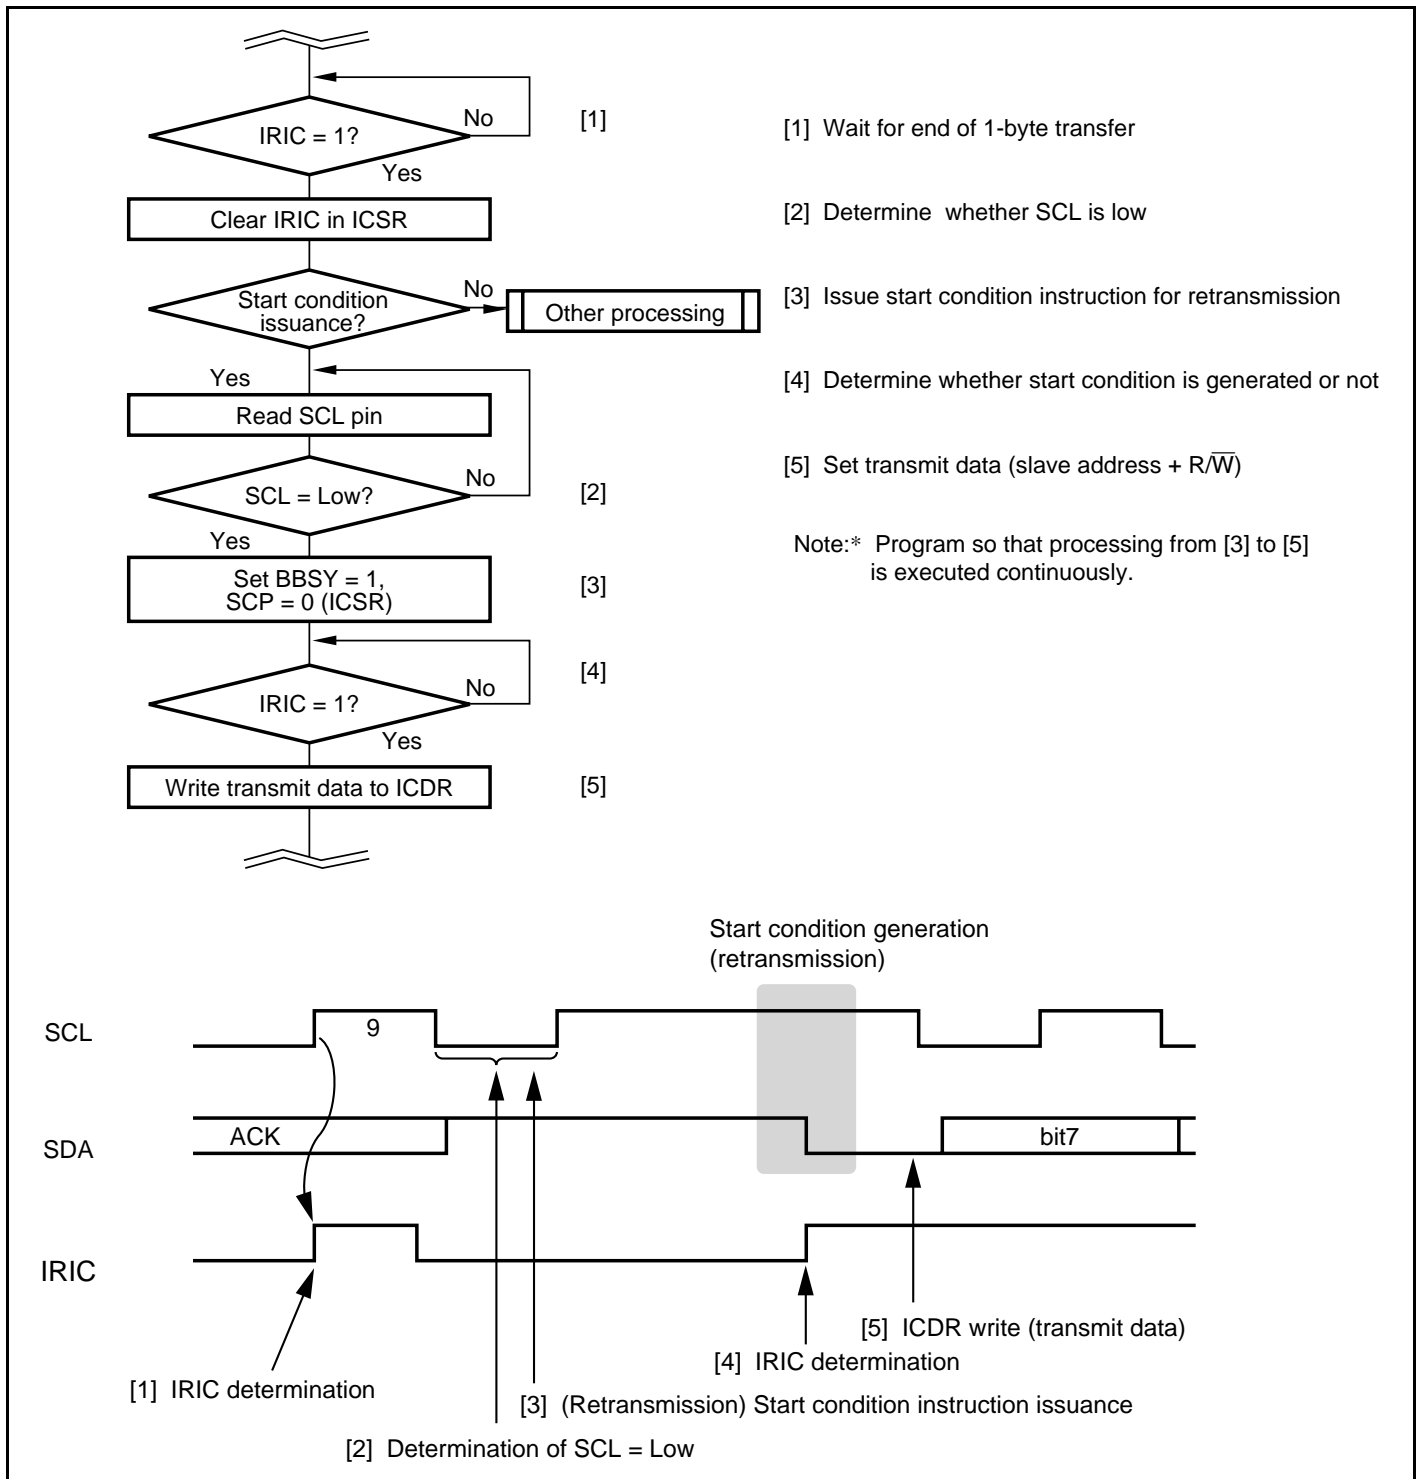 IRIC = 1?
No
[1]
Yes
Clear IRIC in ICSR
Start condition
issuance?
No
Other processing
Yes
Read SCL pin
SCL = Low?
No
[2]
Yes
Set BBSY = 1,
SCP = 0 (ICSR)
[3]
IRIC = 1?
No
[4]
Yes
Write transmit data to ICDR
[5]
[1] Wait for end of 1-byte transfer
[2] Determine whether SCL is low
[3] Issue start condition instruction for retransmission
[4] Determine whether start condition is generated or not
[5] Set transmit data (slave address + R/W̅)
Note:* Program so that processing from [3] to [5]
is executed continuously.
Start condition generation
(retransmission)
SCL
9
SDA
ACK
bit7
IRIC
[5] ICDR write (transmit data)
[4] IRIC determination
[1] IRIC determination
[3] (Retransmission) Start condition instruction issuance
[2] Determination of SCL = Low